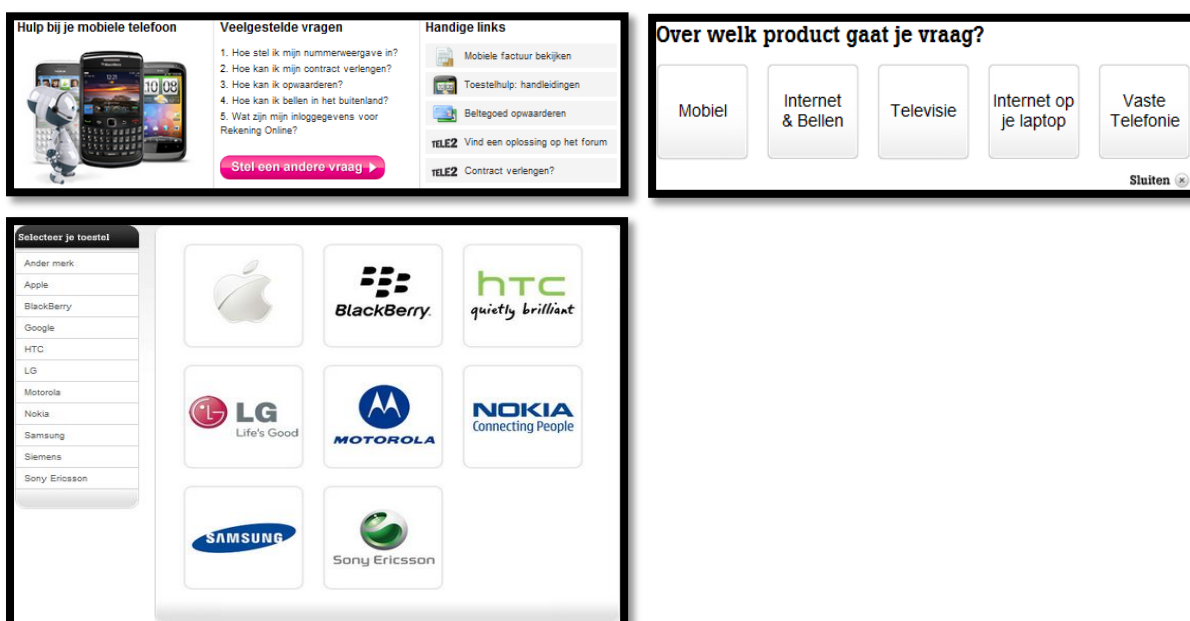 Hulp bij je mobiele telefoon
Veelgestelde vragen
1. Hoe stel ik mijn nummerweergave in?
2. Hoe kan ik mijn contract verlengen?
3. Hoe kan ik opwaarderen?
4. Hoe kan ik bellen in het buitenland?
5. Wat zijn mijn inloggegevens voor
Rekening Online?
Stel een andere vraag
Handige links
Mobiele factuur bekijken
Toestelhulp: handleidingen
Beltegoed opwaarderen
TELE2 Vind een oplossing op het forum
TELE2 Contract verlengen?
Over welk product gaat je vraag?
Mobiel
Internet
& Bellen
Televisie
Internet op
je laptop
Vaste
Telefonie
Sluiten
Selecteer je toestel
Ander merk
Apple
BlackBerry
Google
HTC
LG
Motorola
Nokia
Samsung
Siemens
Sony Ericsson
BlackBerry.
hTC
quietly brilliant
LG
Life's Good
MOTOROLA
NOKIA
Connecting People
SAMSUNG
Sony Ericsson